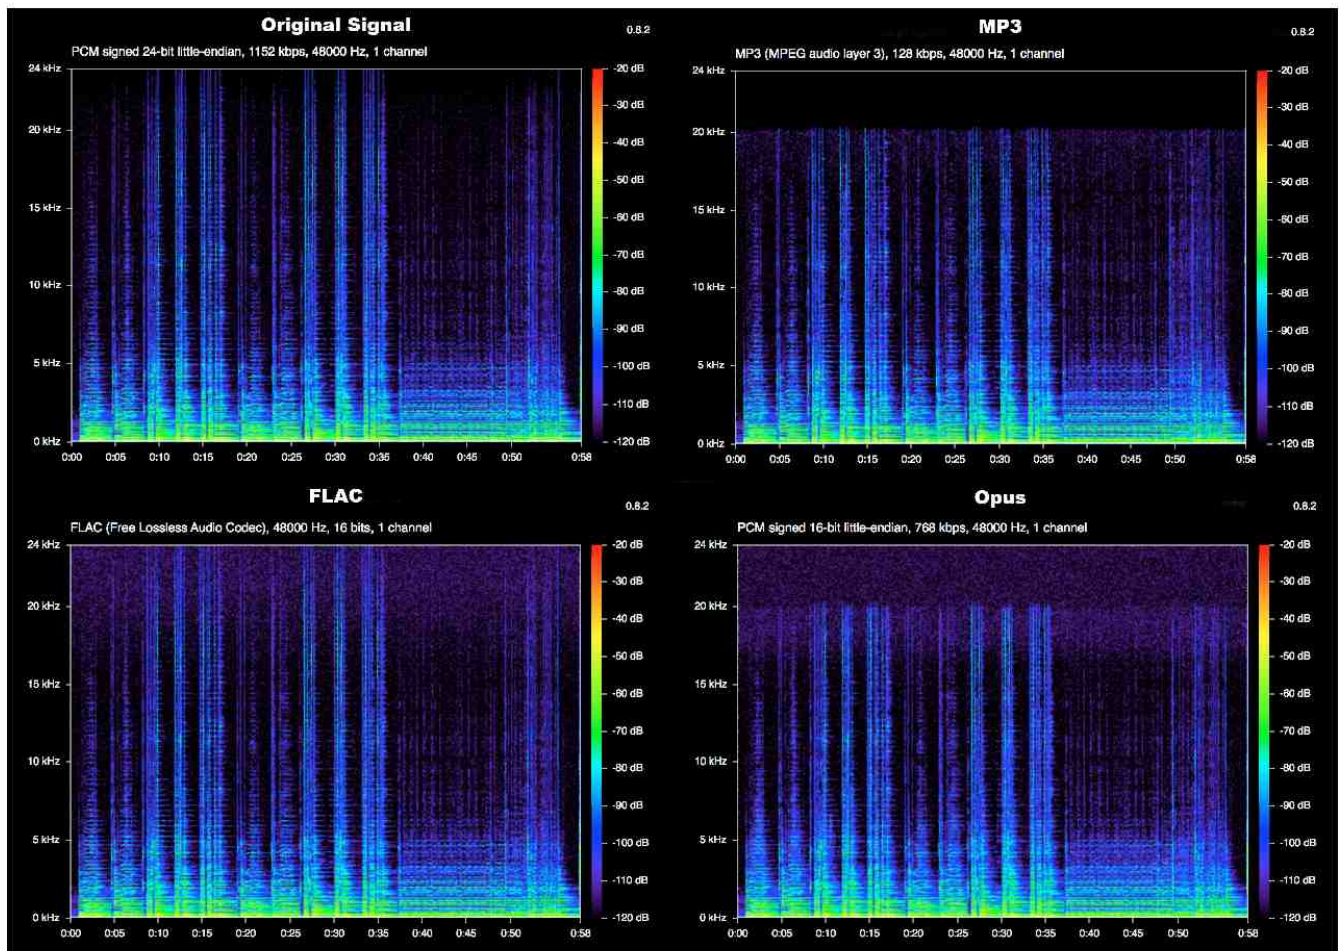 Original Signal
0.8.2
PCM signed 24-bit little-endian, 1152 kbps, 48000 Hz, 1 channel
24 kHz
20 kHz
15 kHz
10 kHz
5 kHz
0 kHz
0:00 0:05 0:10 0:15 0:20 0:25 0:30 0:35 0:40 0:45 0:50 0:58
-20 dB
-30 dB
-40 dB
-50 dB
-60 dB
-70 dB
-80 dB
-90 dB
-100 dB
-110 dB
-120 dB
MP3
0.8.2
MP3 (MPEG audio layer 3), 128 kbps, 48000 Hz, 1 channel
24 kHz
20 kHz
15 kHz
10 kHz
5 kHz
0 kHz
0:00 0:05 0:10 0:15 0:20 0:25 0:30 0:35 0:40 0:45 0:50 0:58
-20 dB
-30 dB
-40 dB
-50 dB
-60 dB
-70 dB
-80 dB
-90 dB
-100 dB
-110 dB
-120 dB
FLAC
0.8.2
FLAC (Free Lossless Audio Codec), 48000 Hz, 16 bits, 1 channel
24 kHz
20 kHz
15 kHz
10 kHz
5 kHz
0 kHz
0:00 0:05 0:10 0:15 0:20 0:25 0:30 0:35 0:40 0:45 0:50 0:58
-20 dB
-30 dB
-40 dB
-50 dB
-60 dB
-70 dB
-80 dB
-90 dB
-100 dB
-110 dB
-120 dB
Opus
0.8.2
PCM signed 16-bit little-endian, 768 kbps, 48000 Hz, 1 channel
24 kHz
20 kHz
15 kHz
10 kHz
5 kHz
0 kHz
0:00 0:05 0:10 0:15 0:20 0:25 0:30 0:35 0:40 0:45 0:50 0:58
-20 dB
-30 dB
-40 dB
-50 dB
-60 dB
-70 dB
-80 dB
-90 dB
-100 dB
-110 dB
-120 dB